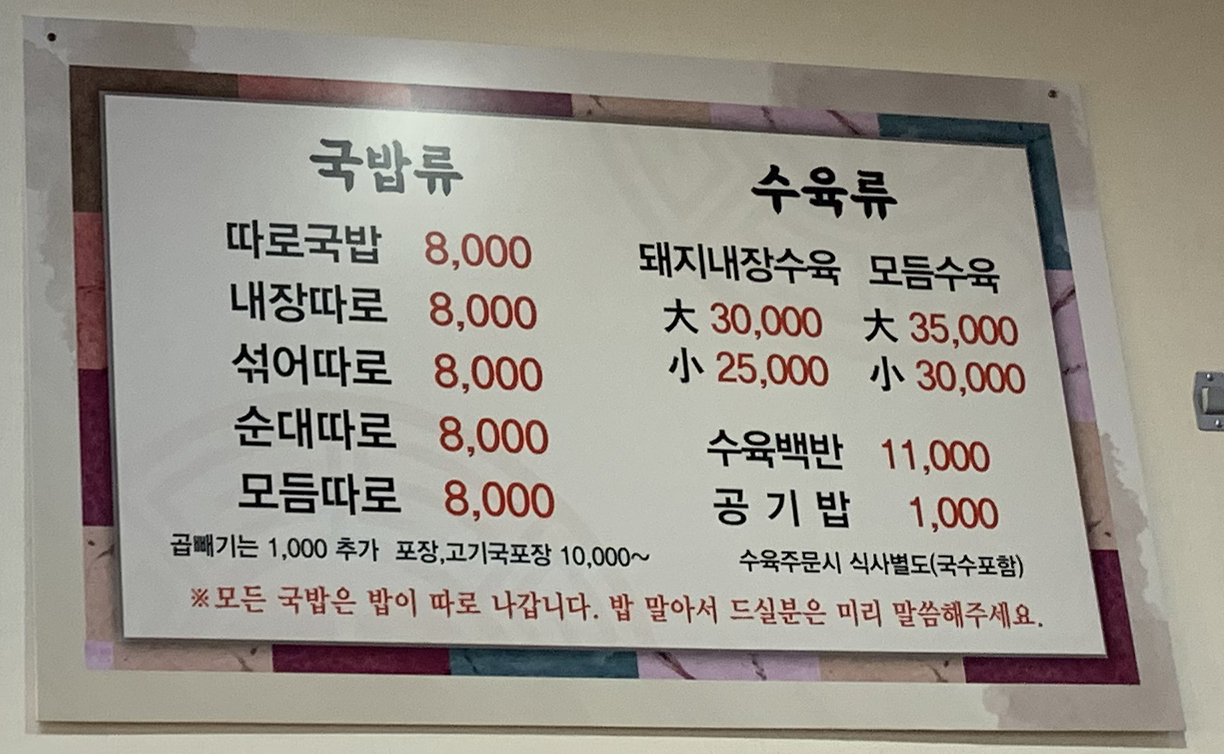 국밥류
따로국밥 8,000
내장따로 8,000
섞어따로 8,000
순대따로 8,000
모듬따로 8,000
곱빼기는 1,000 추가 포장,고기국포장 10,000~
수육류
돼지내장수육 모듬수육
大 30,000 大 35,000
小 25,000 小 30,000
수육백반 11,000
공기밥 1,000
수육주문시 식사별도(국수포함)
※모든 국밥은 밥이 따로 나갑니다. 밥 말아서 드실분은 미리 말씀해주세요.